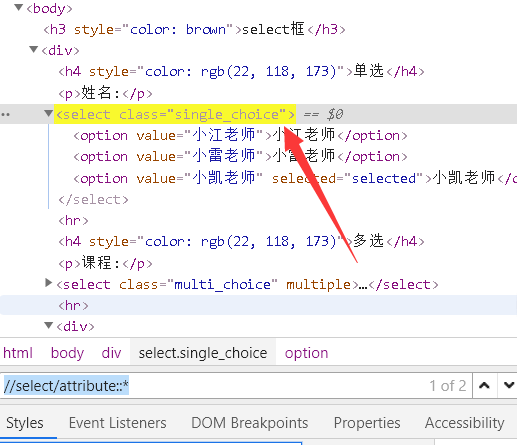 <body>
<h3 style="color: brown">select框</h3>
<div>
<h4 style="color: rgb(22, 118, 173)">单选</h4>
<p>姓名:</p>
<select class="single_choice"> == $0
<option value="小江老师">小江老师</option>
<option value="小雷老师">小雷老师</option>
<option value="小凯老师" selected="selected">小凯老师</o
</select>
<hr>
<h4 style="color: rgb(22, 118, 173)">多选</h4>
<p>课程:</p>
<select class="multi_choice" multiple>…</select>
<hr>
<div>
html body div select.single_choice option
//select/attribute::* 1 of 2
Styles Event Listeners DOM Breakpoints Properties Accessibility